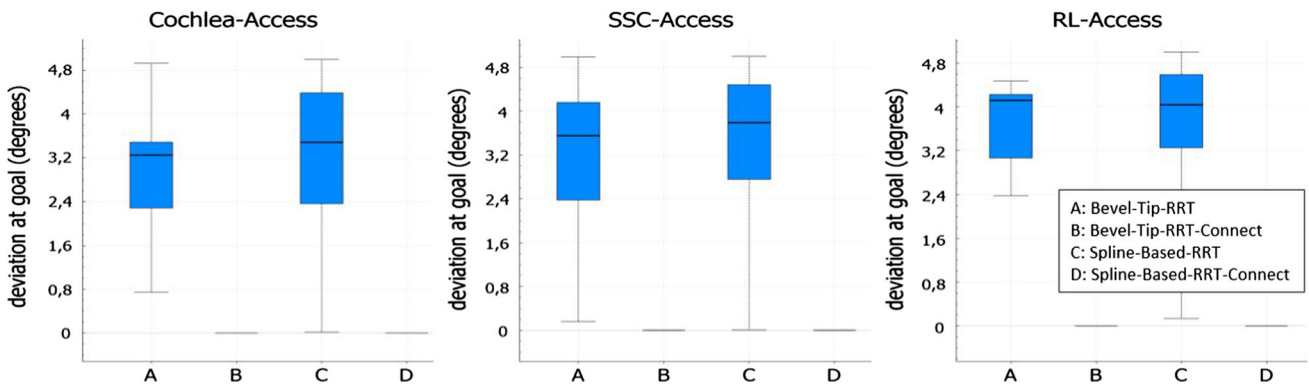 Cochlea-Access
deviation at goal (degrees)
4,8
4
3,2
2,4
1,6
0,8
0
A B C D
SSC-Access
deviation at goal (degrees)
4,8
4
3,2
2,4
1,6
0,8
0
A B C D
RL-Access
deviation at goal (degrees)
4,8
4
3,2
2,4
1,6
0,8
0
A: Bevel-Tip-RRT
B: Bevel-Tip-RRT-Connect
C: Spline-Based-RRT
D: Spline-Based-RRT-Connect
A B C D